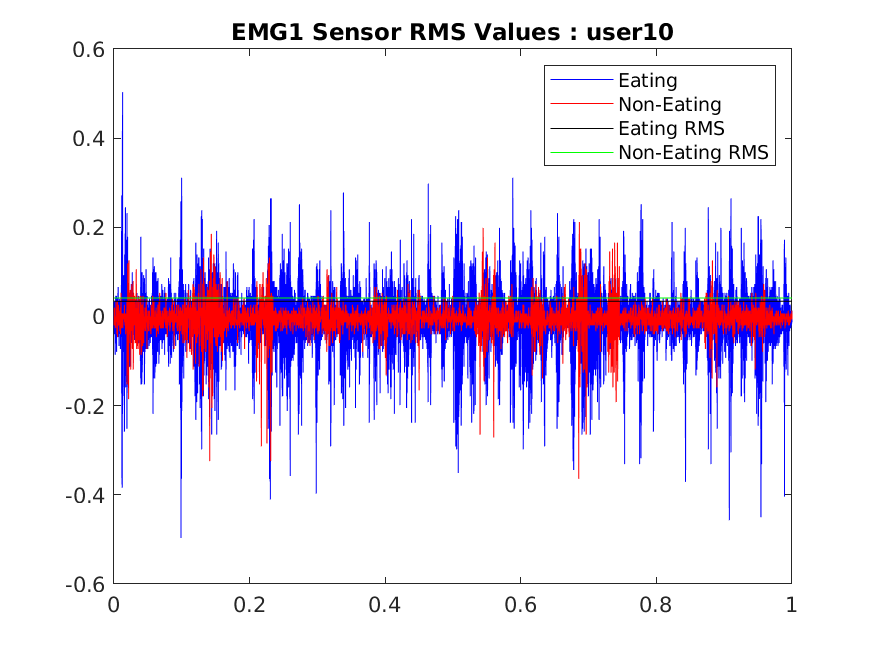 EMG1 Sensor RMS Values : user10
0.6
0.4
0.2
0
-0.2
-0.4
-0.6
Eating
Non-Eating
Eating RMS
Non-Eating RMS
0 0.2 0.4 0.6 0.8 1